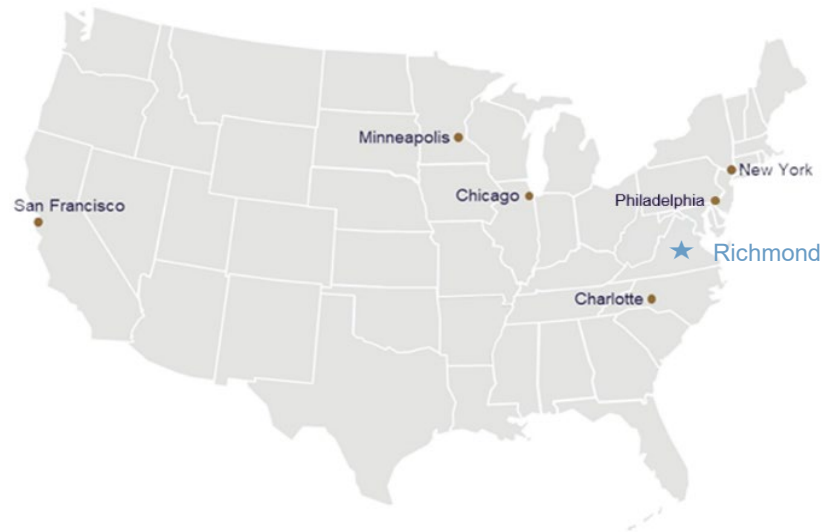 Minneapolis
New York
Chicago
Philadelphia
San Francisco
Richmond
Charlotte